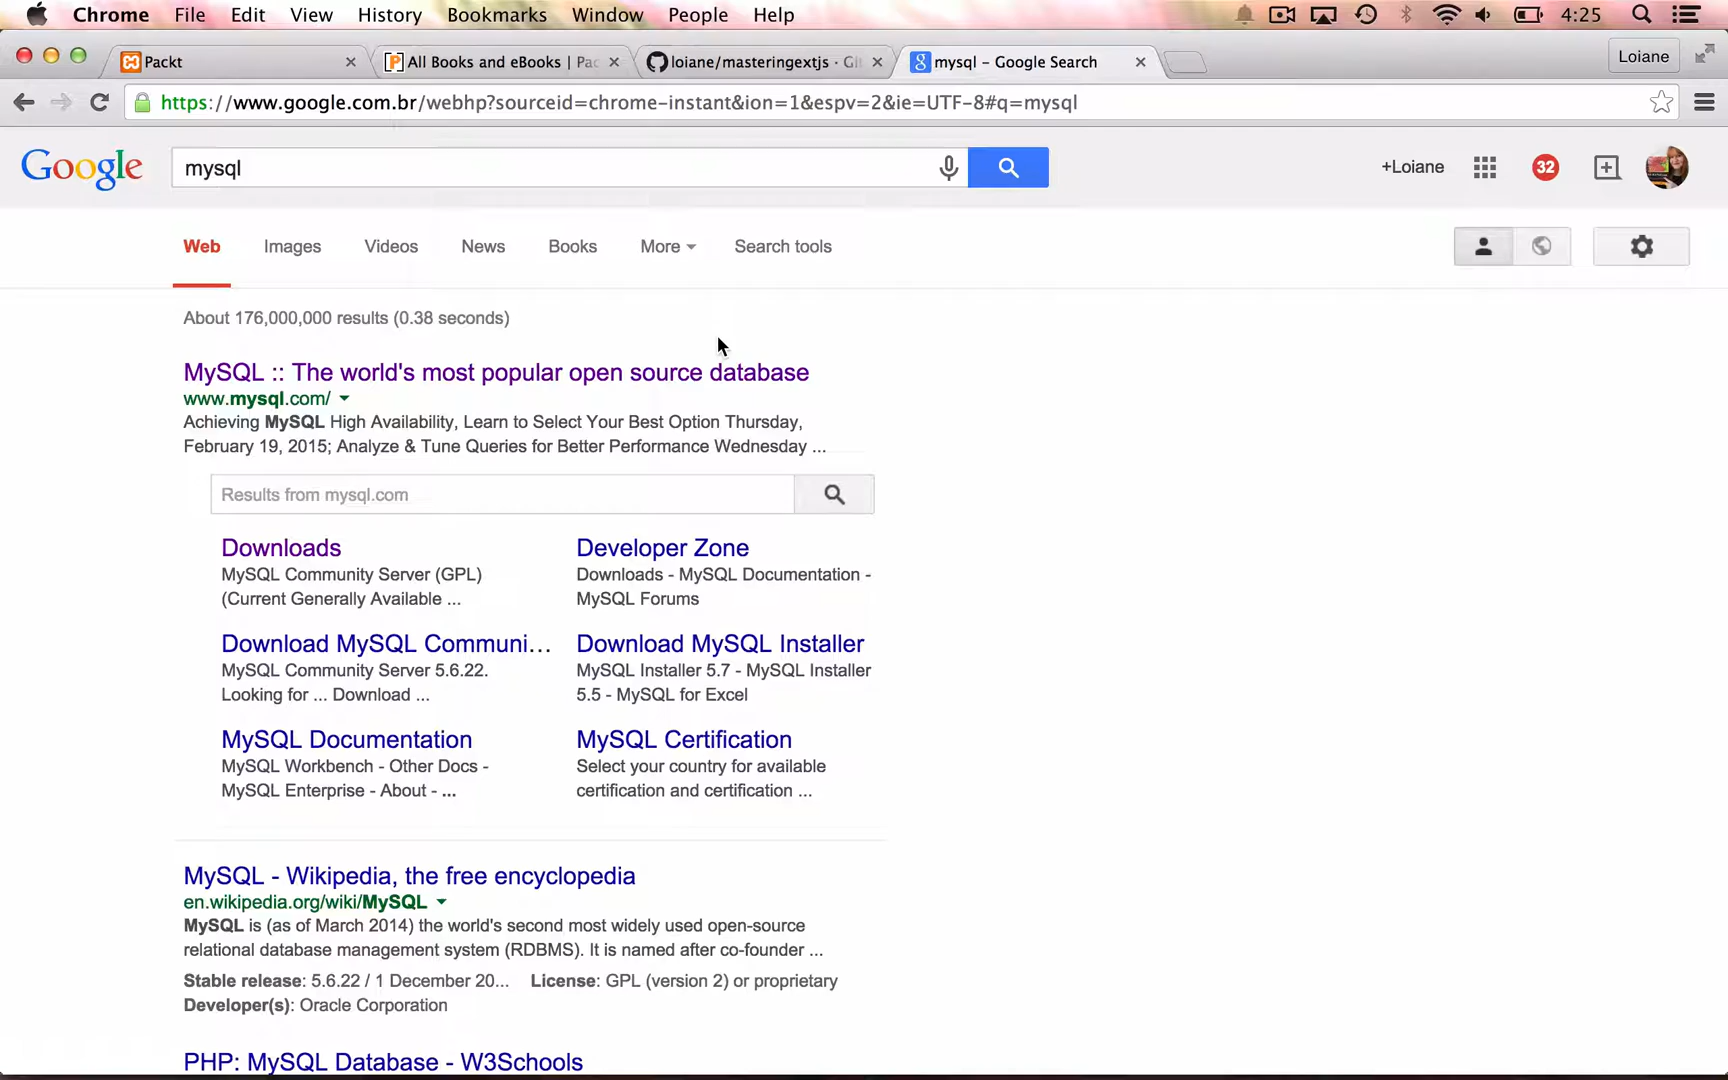 Chrome File Edit View History Bookmarks Window People Help 4:25
Packt All Books and eBooks | Pac loiane/masteringextjs · Git mysql - Google Search Loiane
https://www.google.com.br/webhp?sourceid=chrome-instant&ion=1&espv=2&ie=UTF-8#q=mysql
Google mysql +Loiane 32
Web Images Videos News Books More Search tools
About 176,000,000 results (0.38 seconds)
MySQL :: The world's most popular open source database
www.mysql.com/
Achieving MySQL High Availability, Learn to Select Your Best Option Thursday,
February 19, 2015; Analyze & Tune Queries for Better Performance Wednesday ...
Results from mysql.com
Downloads
MySQL Community Server (GPL)
(Current Generally Available ...
Developer Zone
Downloads - MySQL Documentation -
MySQL Forums
Download MySQL Communi...
MySQL Community Server 5.6.22.
Looking for ... Download ...
Download MySQL Installer
MySQL Installer 5.7 - MySQL Installer
5.5 - MySQL for Excel
MySQL Documentation
MySQL Workbench - Other Docs -
MySQL Enterprise - About - ...
MySQL Certification
Select your country for available
certification and certification ...
MySQL - Wikipedia, the free encyclopedia
en.wikipedia.org/wiki/MySQL
MySQL is (as of March 2014) the world's second most widely used open-source
relational database management system (RDBMS). It is named after co-founder ...
Stable release: 5.6.22 / 1 December 20... License: GPL (version 2) or proprietary
Developer(s): Oracle Corporation
PHP: MySQL Database - W3Schools